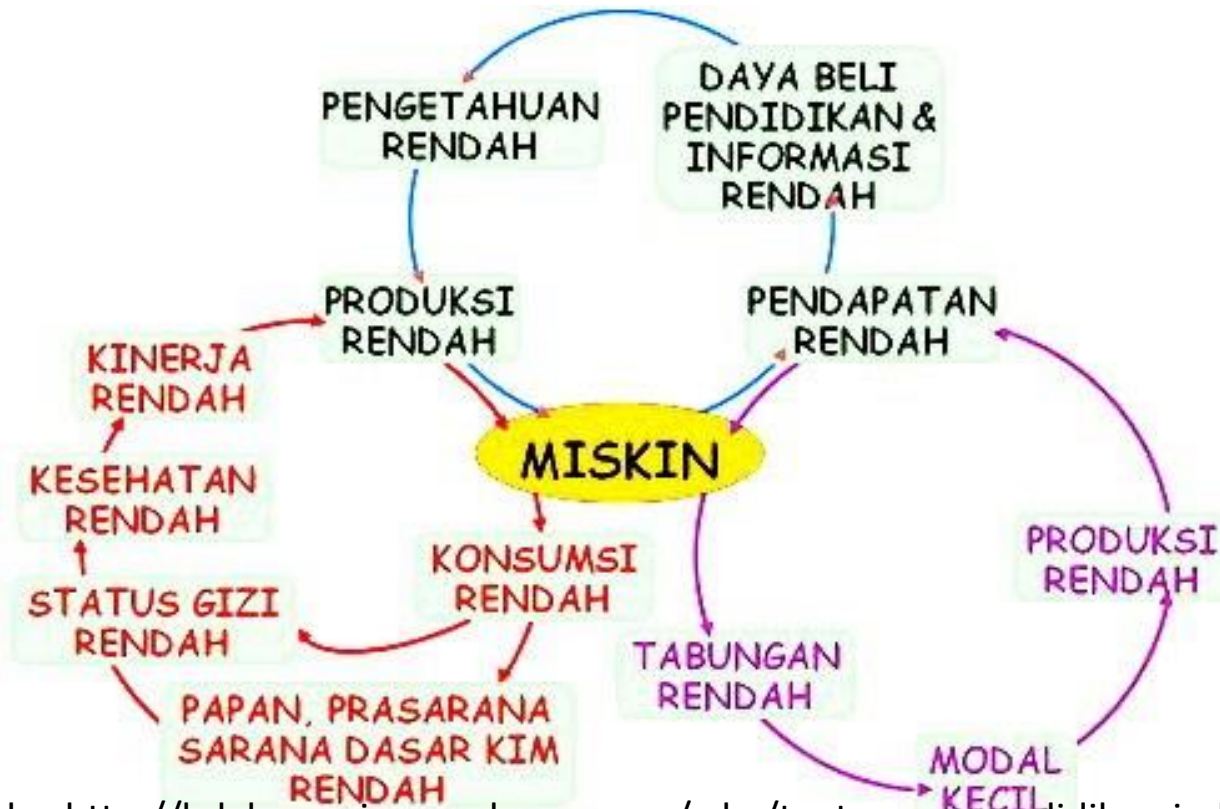 DAYA BELI
PENDIDIKAN &
INFORMASI
RENDAH
PENGETAHUAN
RENDAH
PRODUKSI
RENDAH
PENDAPATAN
RENDAH
KINERJA
RENDAH
MISKIN
KESEHATAN
RENDAH
KONSUMSI
RENDAH
PRODUKSI
RENDAH
STATUS GIZI
RENDAH
TABUNGAN
RENDAH
PAPAN, PRASARANA
SARANA DASAR KIM
RENDAH
MODAL
KECIL